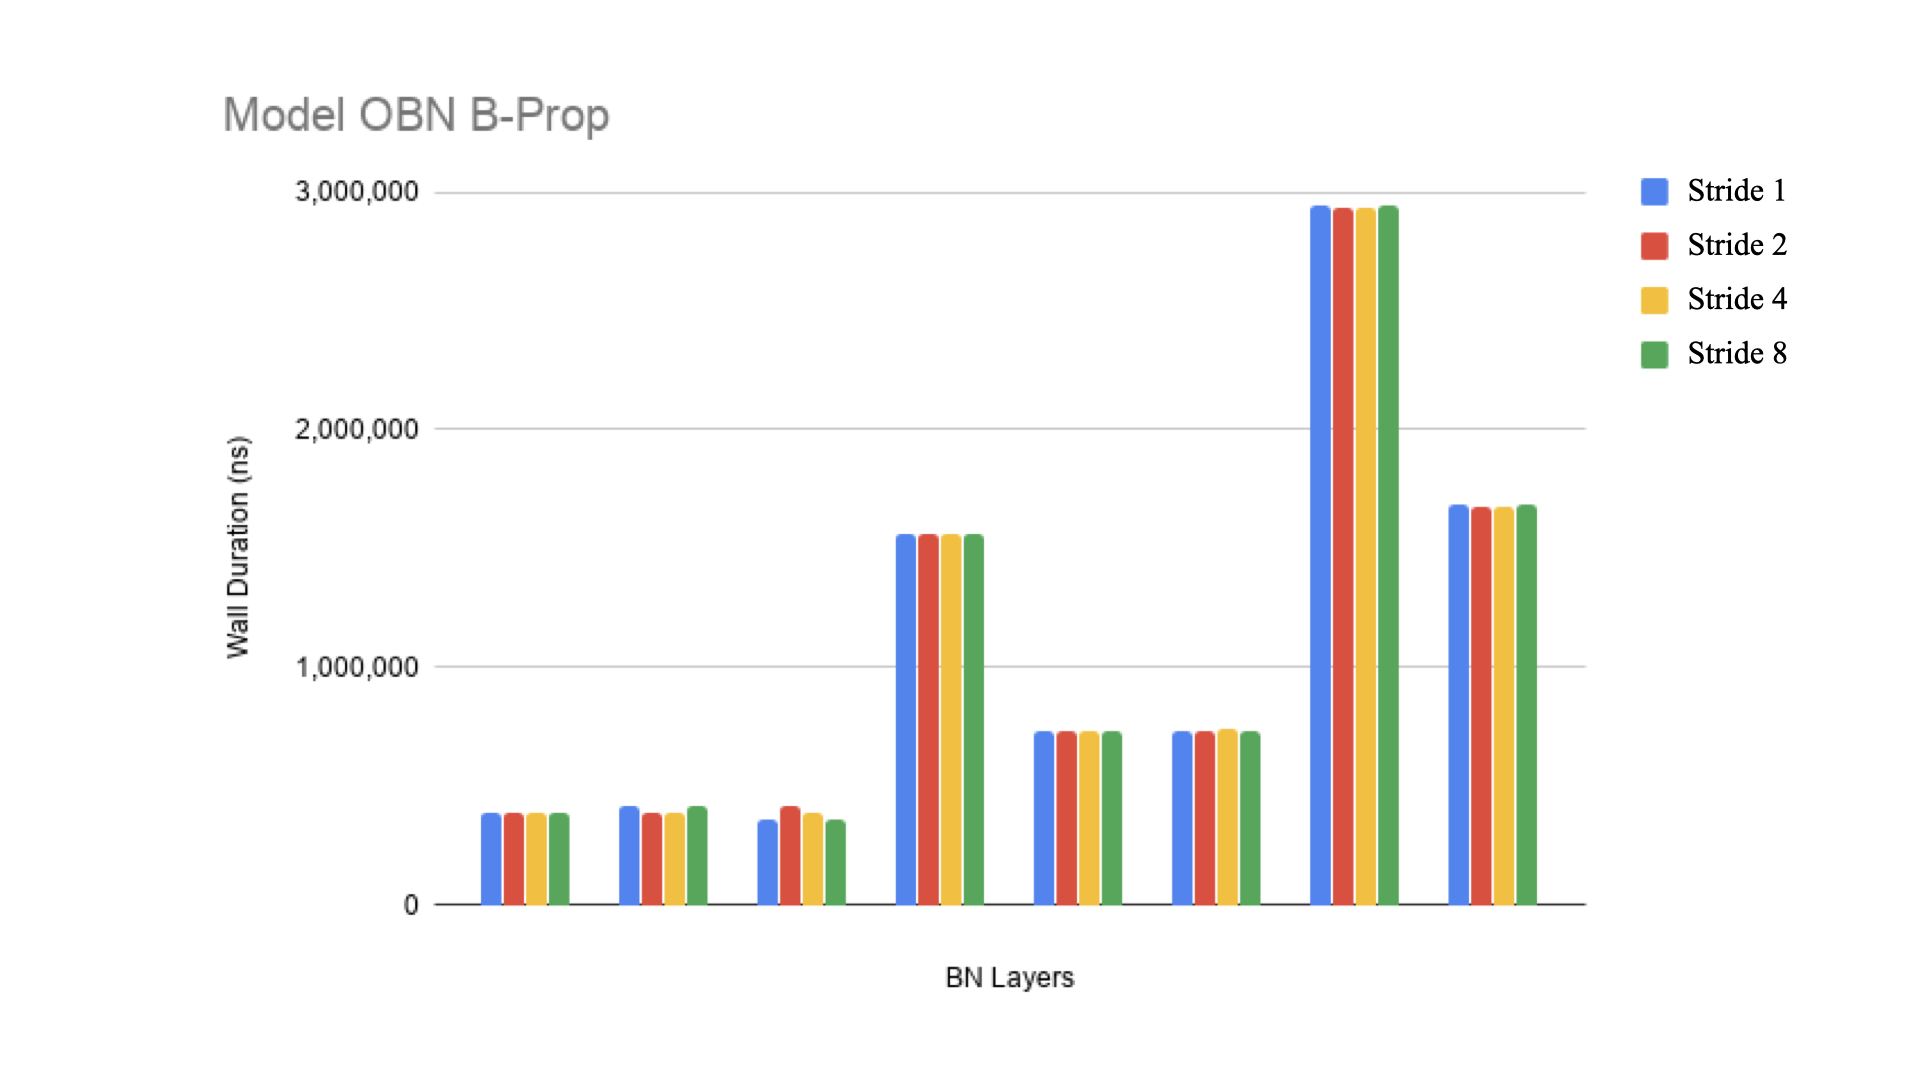 Model OBN B-Prop
3,000,000
2,000,000
1,000,000
0
Wall Duration (ns)
BN Layers
Stride 1
Stride 2
Stride 4
Stride 8